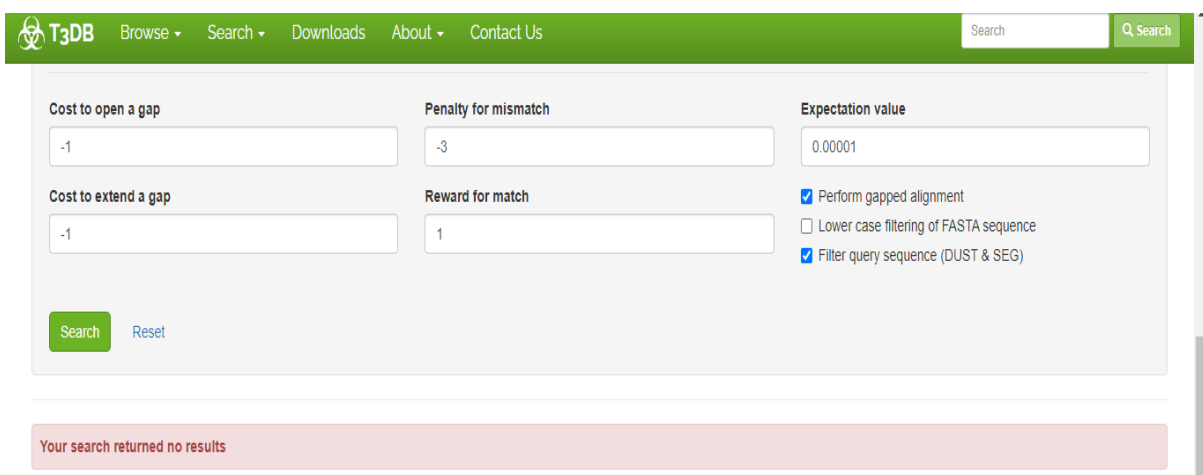 T3DB Browse Search Downloads About Contact Us Search Search
Cost to open a gap Penalty for mismatch Expectation value
-1 -3 0.00001
Cost to extend a gap Reward for match Perform gapped alignment
-1 1 Lower case filtering of FASTA sequence
Filter query sequence (DUST & SEG)
Search Reset
Your search returned no results